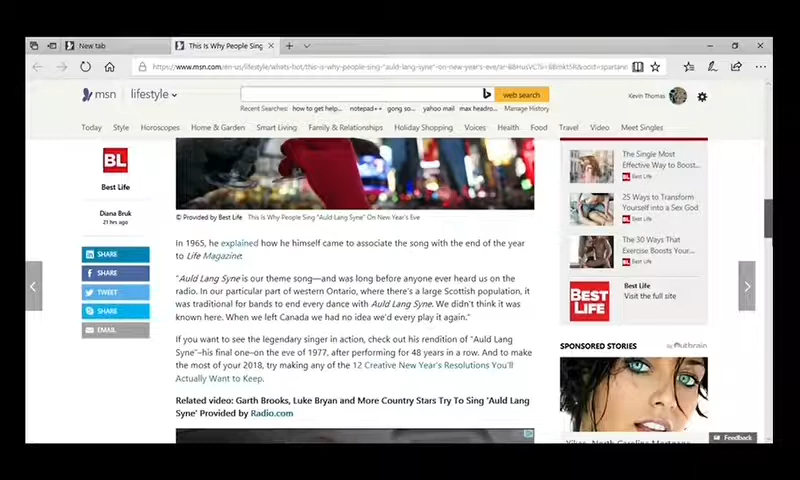 New tab
This Is Why People Sing
msn
lifestyle
web search
Kevin Thomas
Recent Searches: how to get help... notepad++ gong so... yahoo mail max headro... Manage History
Today Style Horoscopes Home & Garden Smart Living Family & Relationships Holiday Shopping Voices Health Food Travel Video Meet Singles
BL
Best Life
Diana Bruk
21 hrs ago
SHARE
SHARE
TWEET
SHARE
EMAIL
© Provided by Best Life This Is Why People Sing "Auld Lang Syne" On New Year's Eve
In 1965, he explained how he himself came to associate the song with the end of the year
to Life Magazine:
"Auld Lang Syne is our theme song—and was long before anyone ever heard us on the
radio. In our particular part of western Ontario, where there's a large Scottish population, it
was traditional for bands to end every dance with Auld Lang Syne. We didn't think it was
known here. When we left Canada we had no idea we'd every play it again."
If you want to see the legendary singer in action, check out his rendition of "Auld Lang
Syne"–his final one–on the eve of 1977, after performing for 48 years in a row. And to make
the most of your 2018, try making any of the 12 Creative New Year's Resolutions You'll
Actually Want to Keep.
Related video: Garth Brooks, Luke Bryan and More Country Stars Try To Sing 'Auld Lang
Syne' Provided by Radio.com
The Single Most
Effective Way to Boost...
BL Best Life
25 Ways to Transform
Yourself into a Sex God
BL Best Life
The 30 Ways That
Exercise Boosts Your...
BL Best Life
BEST LIFE
Best Life
Visit the full site
SPONSORED STORIES
by Outbrain
Yikes, North Carolina Mortgage
Feedback